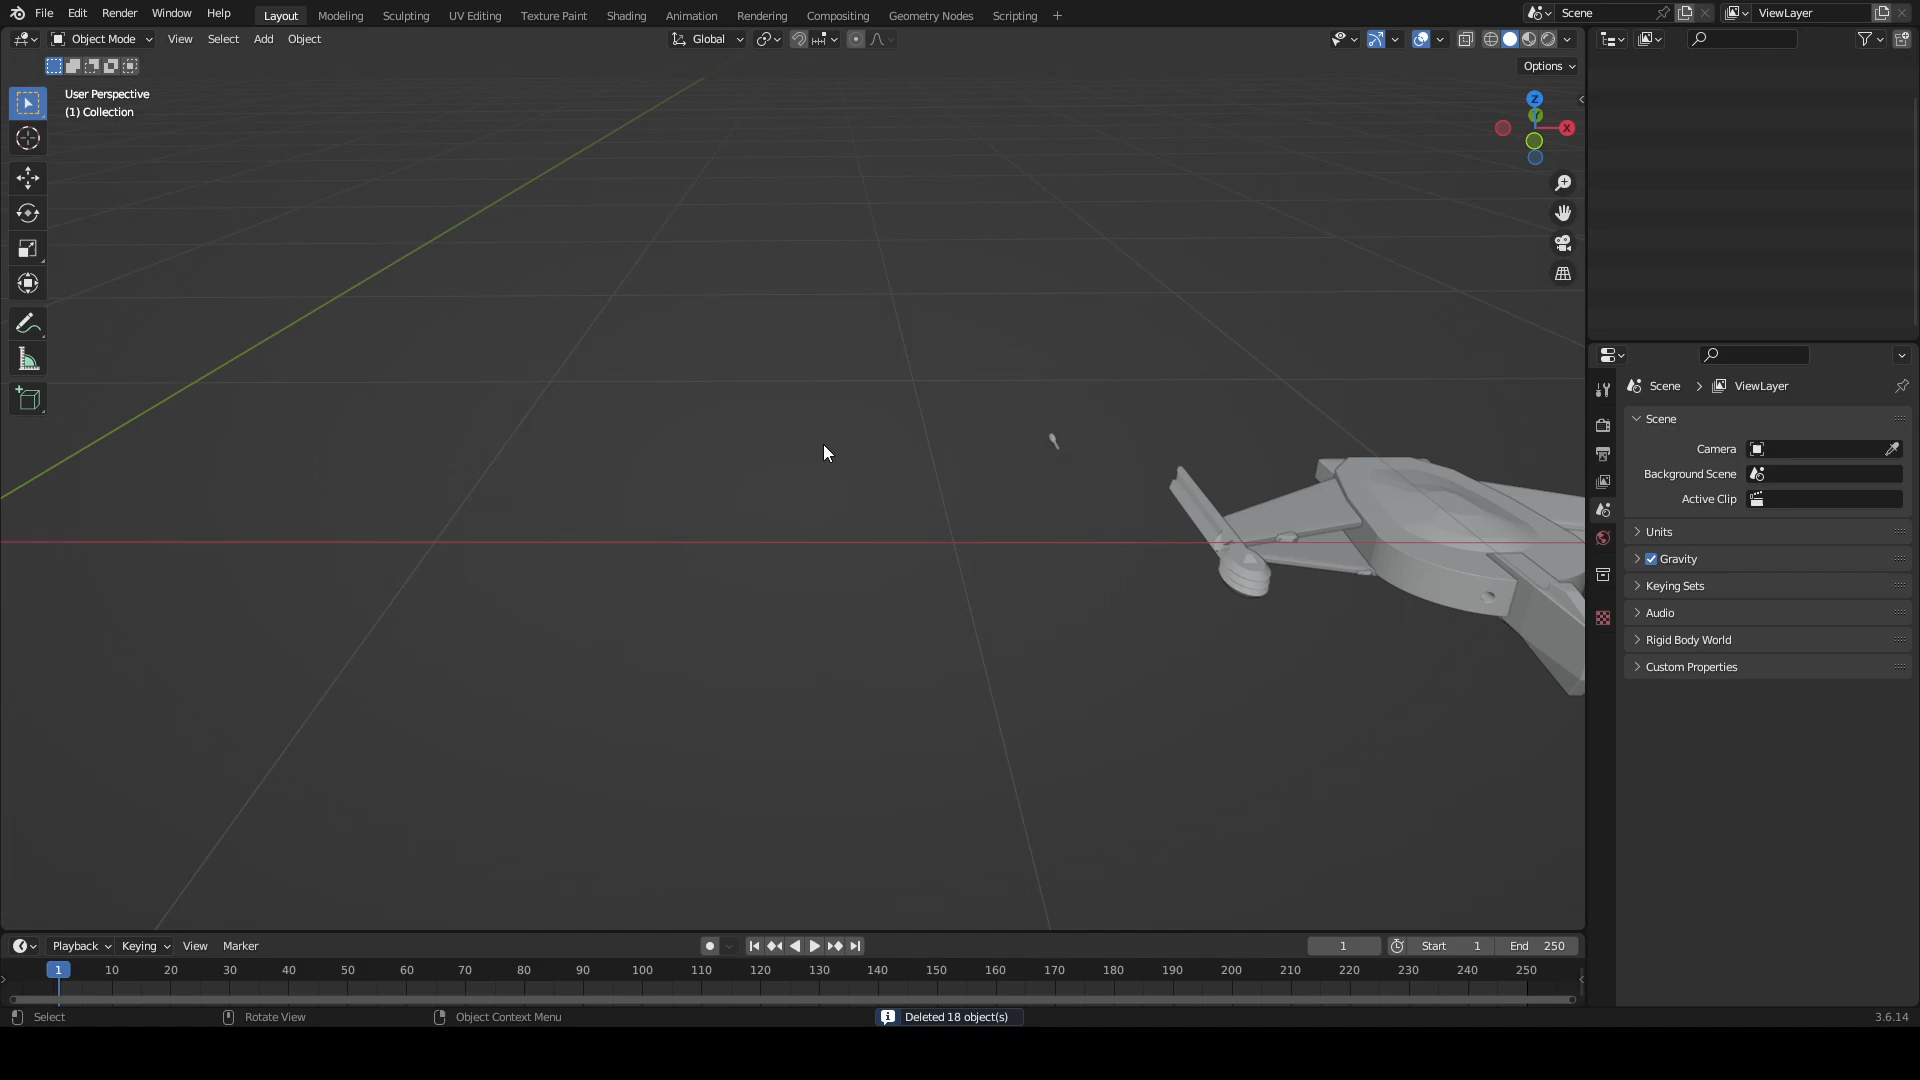 File Edit Render Window Help Layout Modeling Sculpting UV Editing Texture Paint Shading Animation Rendering Compositing Geometry Nodes Scripting + Scene ViewLayer
Object Mode View Select Add Object Global
Options
User Perspective
(1) Collection
Z
Y
X
Scene > ViewLayer
Scene
Camera
Background Scene
Active Clip
Units
Gravity
Keying Sets
Audio
Rigid Body World
Custom Properties
Playback Keying View Marker 1 Start 1 End 250
1 10 20 30 40 50 60 70 80 90 100 110 120 130 140 150 160 170 180 190 200 210 220 230 240 250
Select Rotate View Object Context Menu Deleted 18 object(s) 3.6.14